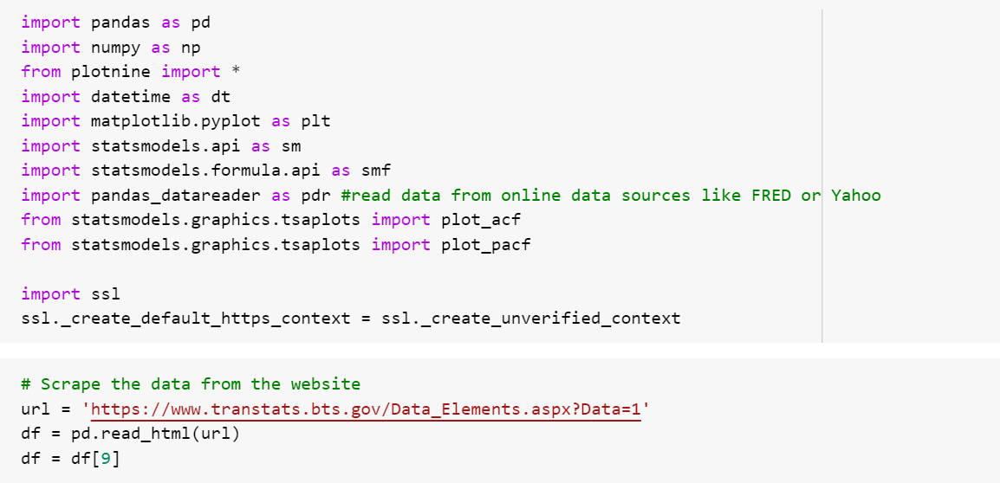 import pandas as pd
import numpy as np
from plotnine import *
import datetime as dt
import matplotlib.pyplot as plt
import statsmodels.api as sm
import statsmodels.formula.api as smf
import pandas_datareader as pdr #read data from online data sources like FRED or Yahoo
from statsmodels.graphics.tsaplots import plot_acf
from statsmodels.graphics.tsaplots import plot_pacf
import ssl
ssl._create_default_https_context = ssl._create_unverified_context
# Scrape the data from the website
url = 'https://www.transtats.bts.gov/Data_Elements.aspx?Data=1'
df = pd.read_html(url)
df = df[9]